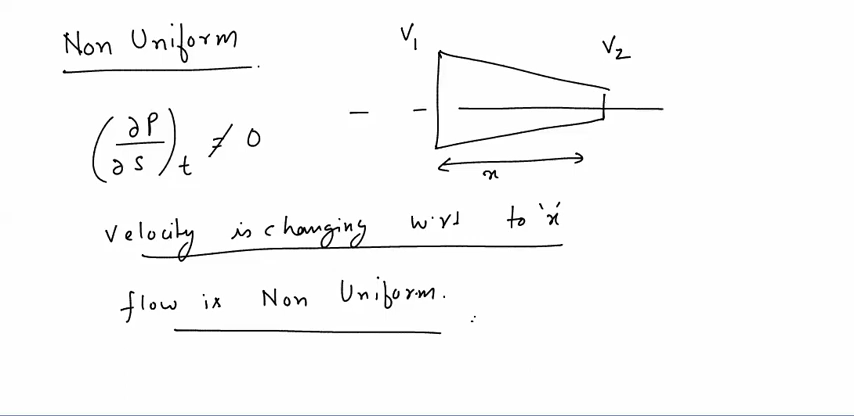 Non Uniform
V₁
V₂
(∂P/∂S)ₜ ≠ 0
x
velocity is changing w.r.t to 'x'
flow is Non Uniform.